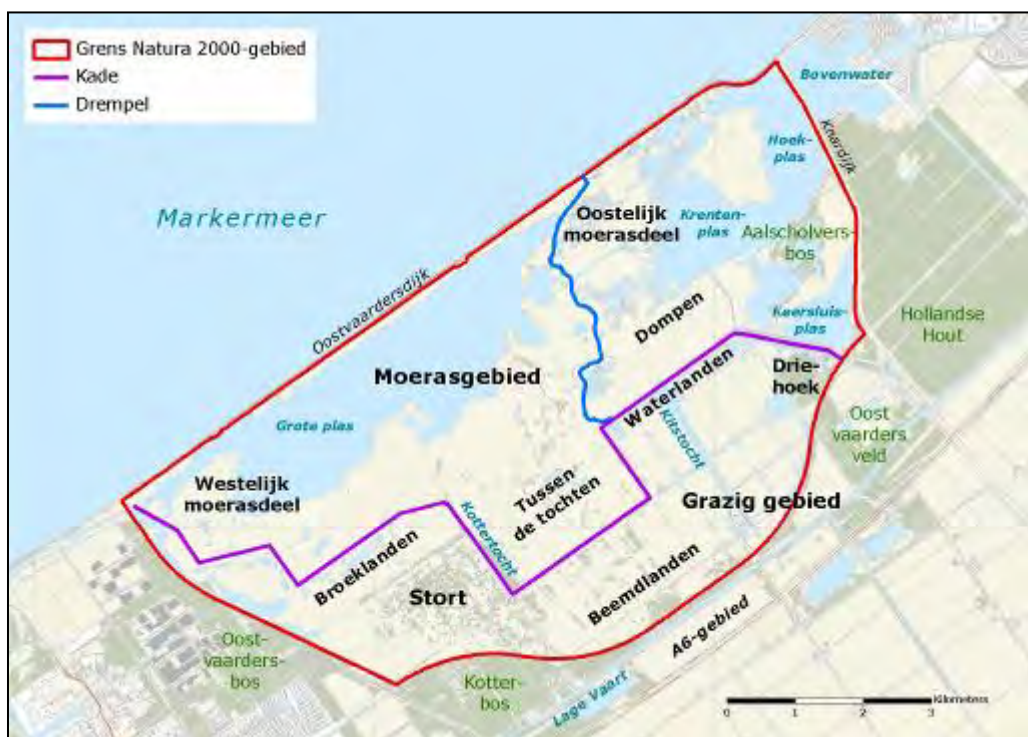 Grens Natura 2000-gebied
Kade
Drempel
Bovenwater
Knardijk
Hoek-
plas
Markermeer
Oostelijk
moerasdeel
Krenten-
plas
Aalscholvers-
bos
Oostvaardersdijk
Dompen
Keersluis-
plas
Hollandse
Hout
Moerasgebied
Waterlanden
Drie-
hoek
Grote plas
Kitstocht
Oost
vaarders
veld
Westelijk
moerasdeel
Tussen
de tochten
Grazig gebied
Kottertocht
Broeklanden
Stort
Beemdlanden
A6-gebied
Oost-
vaarders-
bos
Kotter-
bos
Lage Vaart
Kilometers
0 1 2 3